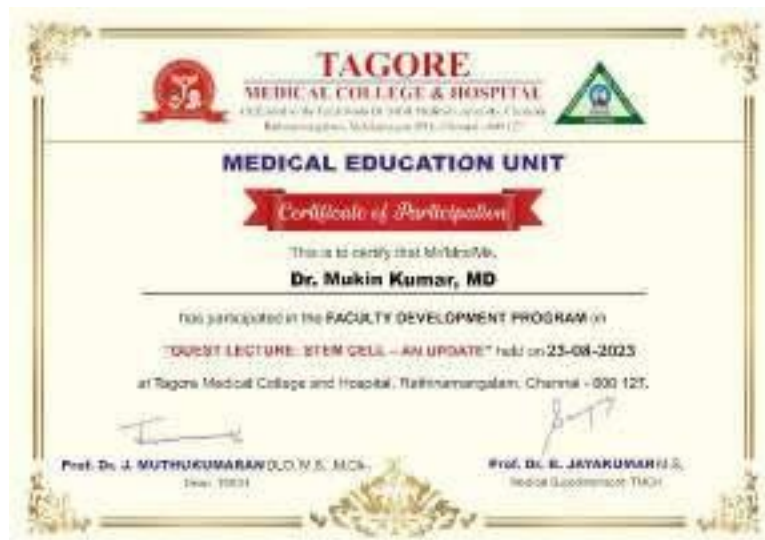 TAGORE
MEDICAL COLLEGE & HOSPITAL
MEDICAL EDUCATION UNIT
Certificate of Participation
This is to certify that Mr/Mrs/Ms.
Dr. Mukin Kumar, MD
has participated in the FACULTY DEVELOPMENT PROGRAM on
"GUEST LECTURE: STEM CELL – AN UPDATE" held on 23-08-2023
at Tagore Medical College and Hospital, Rathinamangalam, Chennai - 600 127.
Prof. Dr. J. MUTHUKUMARAN D.L.O, M.S., M.Ch., Prof. Dr. B. JAYAKUMAR M.S,
Dean TMCH Medical Superintendent TMCH